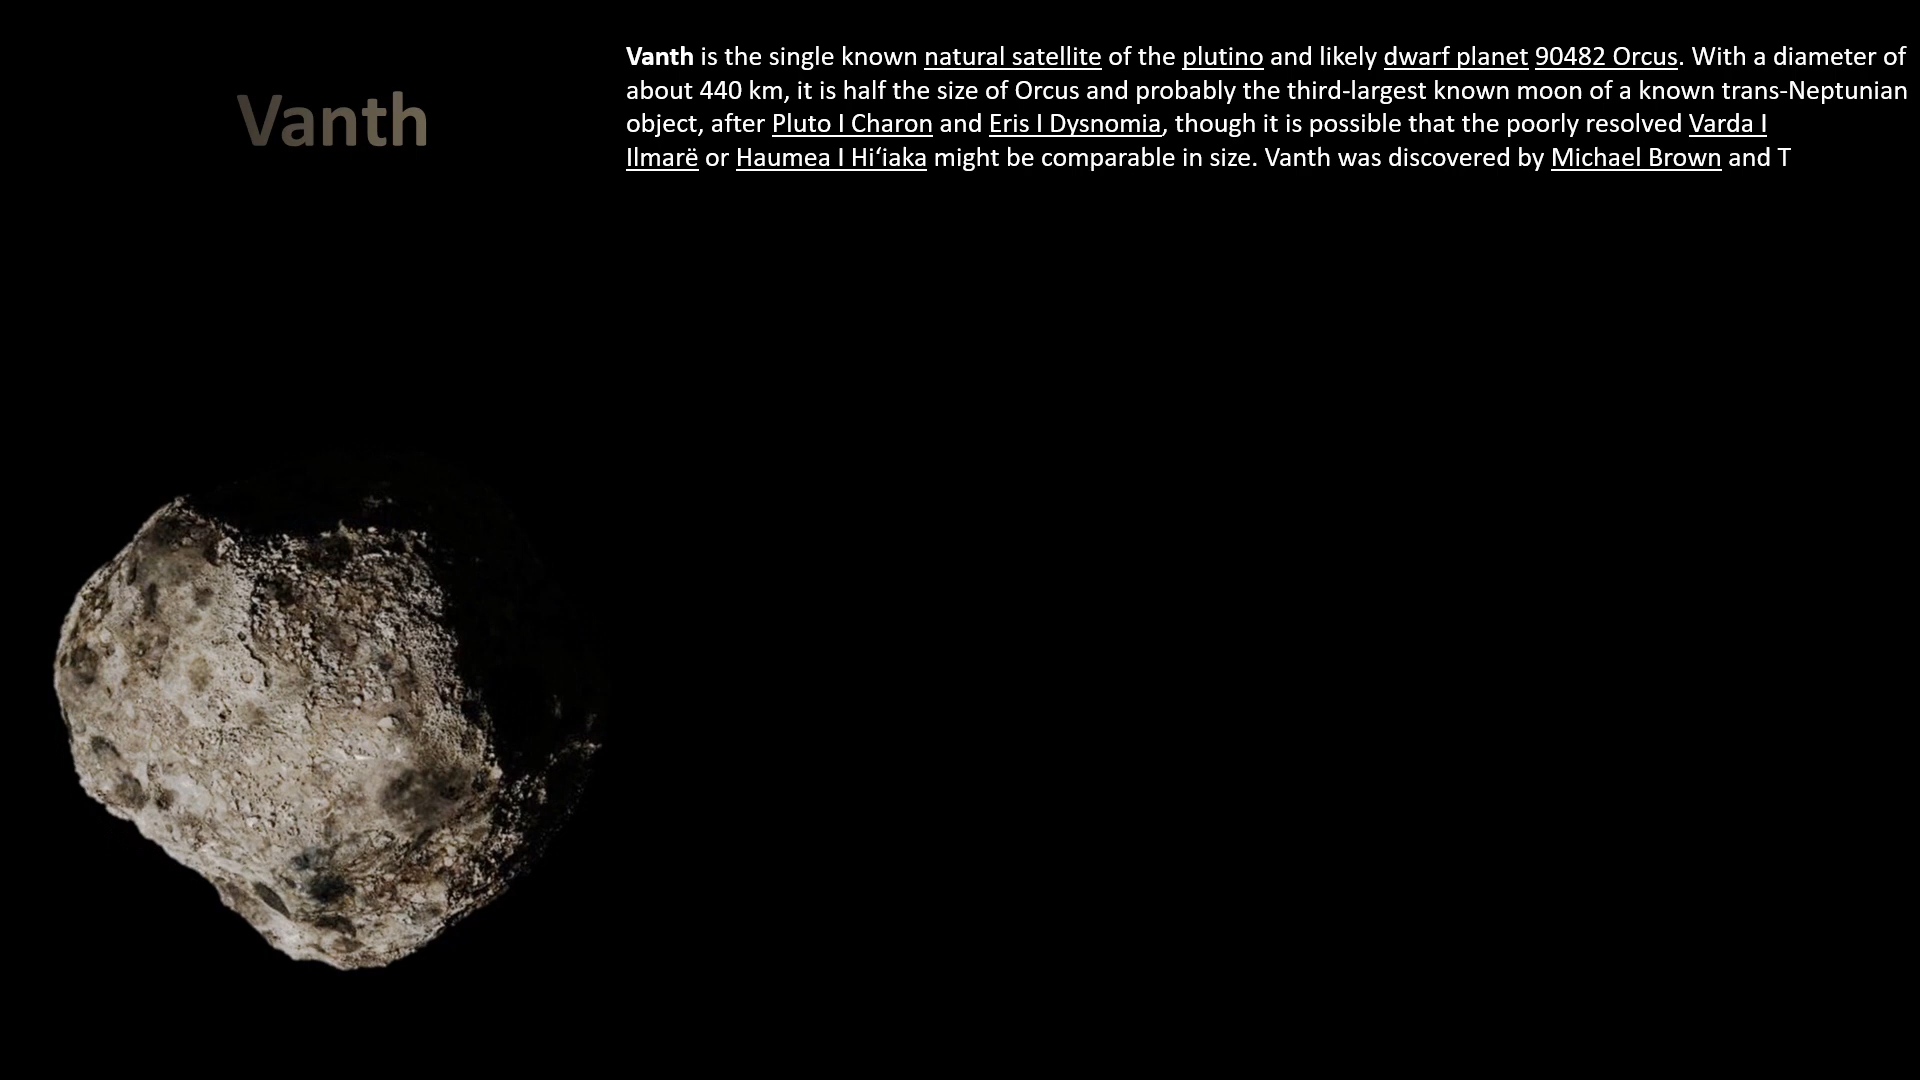 Vanth
Vanth is the single known natural satellite of the plutino and likely dwarf planet 90482 Orcus. With a diameter of
about 440 km, it is half the size of Orcus and probably the third-largest known moon of a known trans-Neptunian
object, after Pluto I Charon and Eris I Dysnomia, though it is possible that the poorly resolved Varda I
Ilmarë or Haumea I Hiʻiaka might be comparable in size. Vanth was discovered by Michael Brown and T